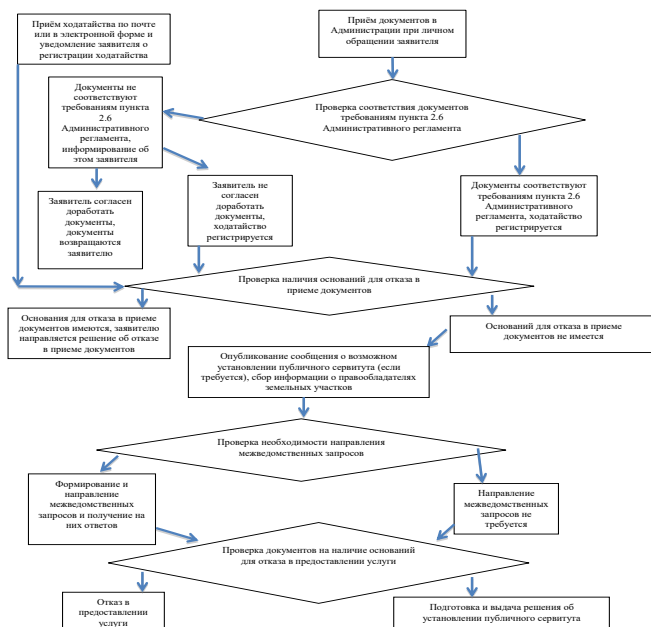 Приём ходатайства по почте
или в электронной форме и
уведомление заявителя о
регистрации ходатайства
Приём документов в
Администрации при личном
обращении заявителя
Документы не
соответствуют
требованиям пункта
2.6
Административного
регламента,
информирование об
этом заявителя
Проверка соответствия документов
требованиям пункта 2.6
Административного регламента
Заявитель согласен
доработать
документы,
документы
возвращаются
заявителю
Заявитель не
согласен
доработать
документы,
ходатайство
регистрируется
Документы соответствуют
требованиям пункта 2.6
Административного
регламента, ходатайство
регистрируется
Проверка наличия оснований для отказа в
приеме документов
Основания для отказа в приеме
документов имеются, заявителю
направляется решение об отказе
в приеме документов
Оснований для отказа в приеме
документов не имеется
Опубликование сообщения о возможном
установлении публичного сервитута (если
требуется), сбор информации о правообладателях
земельных участков
Проверка необходимости направления
межведомственных запросов
Формирование и
направление
межведомственных
запросов и получение на
них ответов
Направление
межведомственных
запросов не
требуется
Проверка документов на наличие оснований
для отказа в предоставлении услуги
Отказ в
предоставлении
услуги
Подготовка и выдача решения об
установлении публичного сервитута